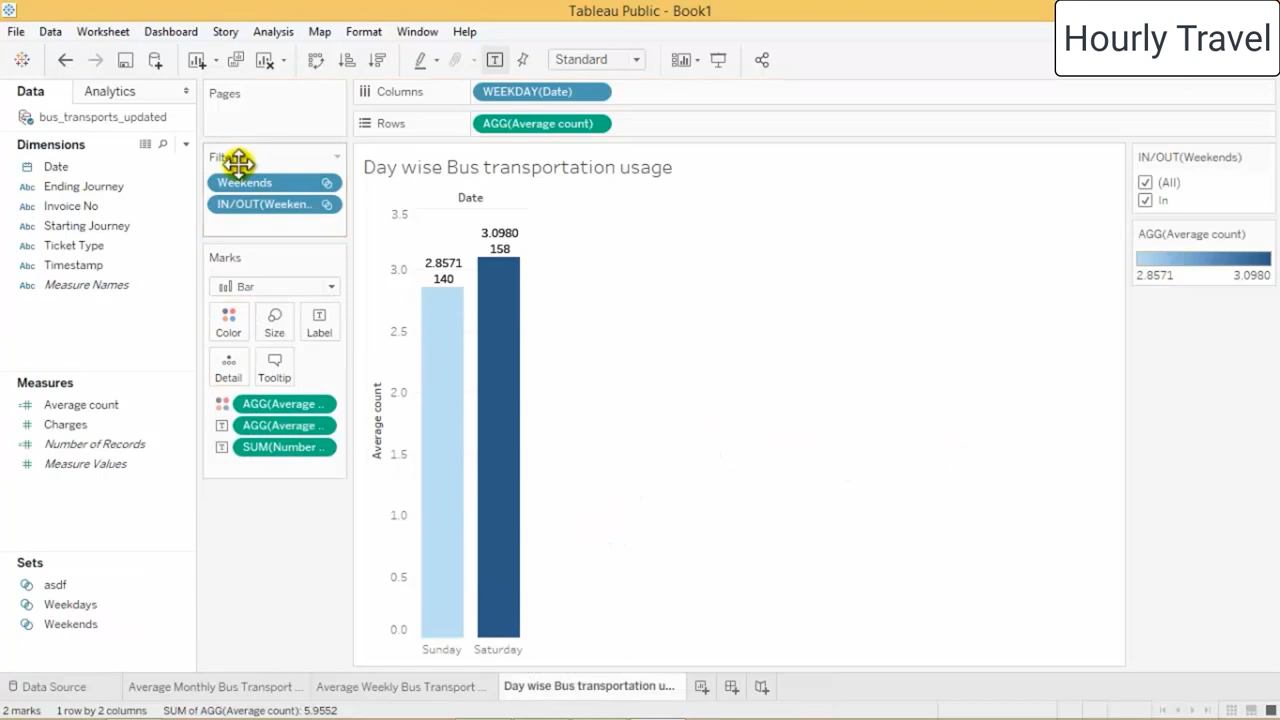 Tableau Public - Book1
Hourly Travel
File Data Worksheet Dashboard Story Analysis Map Format Window Help
Standard
Data Analytics
Pages
Columns
WEEKDAY(Date)
bus_transports_updated
Rows
AGG(Average count)
Dimensions
Date
Abc Ending Journey
Abc Invoice No
Abc Starting Journey
Abc Ticket Type
Abc Timestamp
Abc Measure Names
Measures
Average count
Charges
Number of Records
Measure Values
Sets
asdf
Weekdays
Weekends
Weekends
IN/OUT(Weeken..
Marks
Bar
Color Size Label
Detail Tooltip
AGG(Average ..
AGG(Average ..
SUM(Number ..
Day wise Bus transportation usage
Date
3.5
3.0
2.5
2.0
1.5
1.0
0.5
0.0
Average count
2.8571
140
3.0980
158
Sunday Saturday
IN/OUT(Weekends)
(All)
In
AGG(Average count)
2.8571 3.0980
Data Source
Average Monthly Bus Transport ...
Average Weekly Bus Transport ...
Day wise Bus transportation u...
2 marks 1 row by 2 columns SUM of AGG(Average count): 5.9552